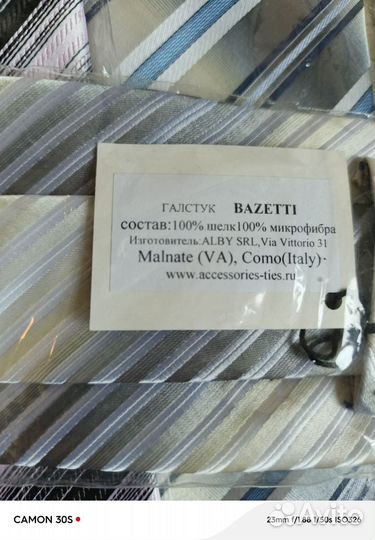 ГАЛСТУК BAZETTI
состав:100% шелк100% микрофибра
Изготовитель:ALBY SRL,Via Vittorio 31
Malnate (VA), Como(Italy)
www.accessories-ties.ru
CAMON 30S
23mm f/1.88 1/50s ISO326
Avito